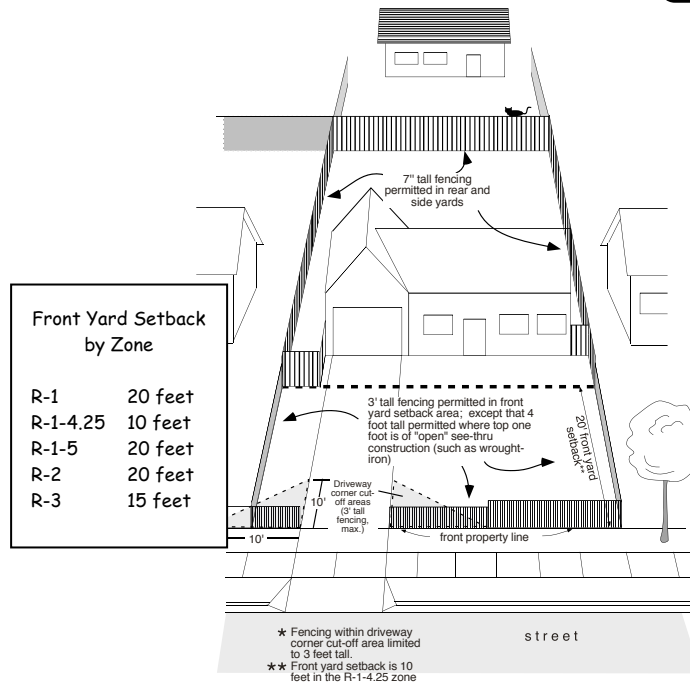 7" tall fencing
permitted in rear and
side yards
Front Yard Setback
by Zone
R-1 20 feet
R-1-4.25 10 feet
R-1-5 20 feet
R-2 20 feet
R-3 15 feet
3' tall fencing permitted in front
yard setback area; except that 4
foot tall permitted where top one
foot is of "open" see-thru
construction (such as wrought-
iron)
20' front yard
setback**
Driveway
corner cut-
off areas
(3' tall
fencing,
max.)
10'
10'
front property line
street
* Fencing within driveway
corner cut-off area limited
to 3 feet tall.
** Front yard setback is 10
feet in the R-1-4.25 zone